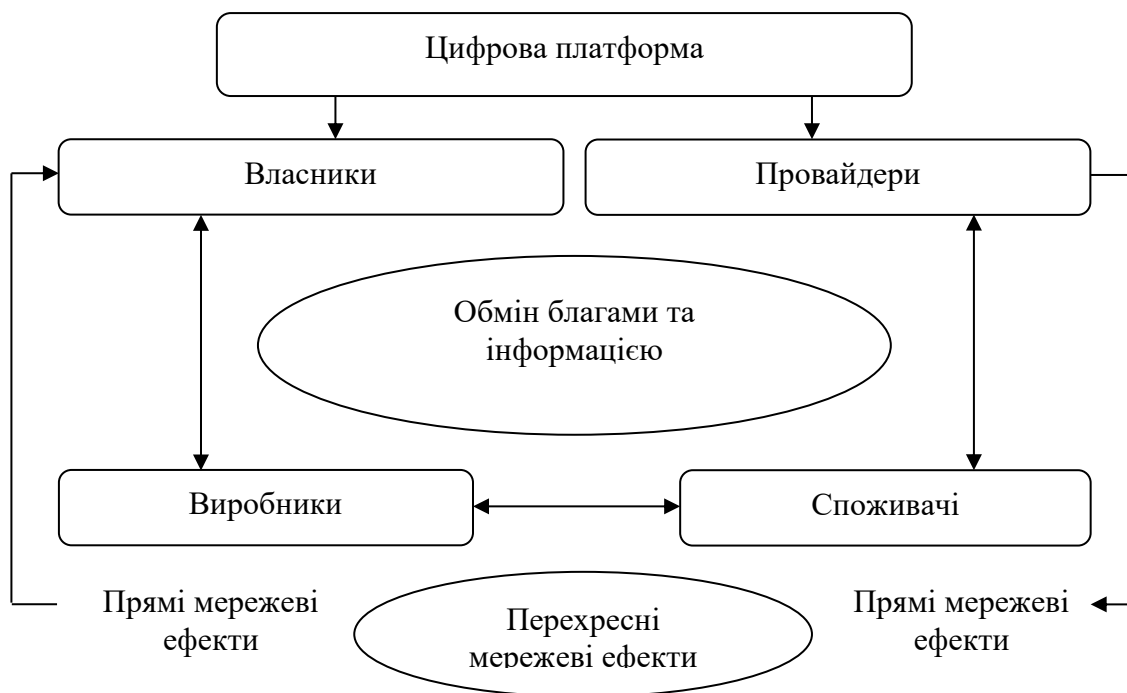 Цифрова платформа
Власники
Провайдери
Обмін благами та
інформацією
Виробники
Споживачі
Прямі мережеві
ефекти
Перехресні
мережеві ефекти
Прямі мережеві
ефекти